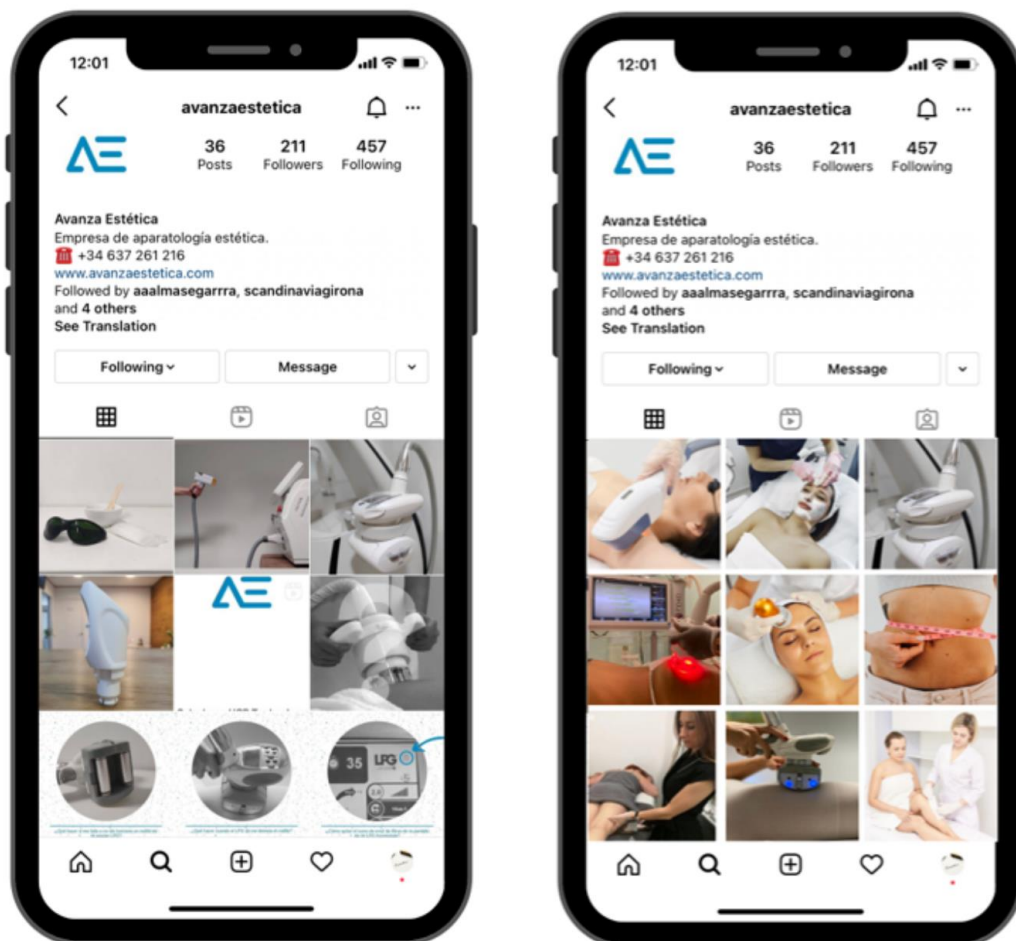 12:01
avanzaestetica
36 211 457
Posts Followers Following
Avanza Estética
Empresa de aparatología estética.
+34 637 261 216
www.avanzaestetica.com
Followed by aaalmasegarrra, scandinaviagirona
and 4 others
See Translation
Following Message
AE
35 LFG
12:01
avanzaestetica
AE
36 211 457
Posts Followers Following
Avanza Estética
Empresa de aparatología estética.
+34 637 261 216
www.avanzaestetica.com
Followed by aaalmasegarrra, scandinaviagirona
and 4 others
See Translation
Following Message